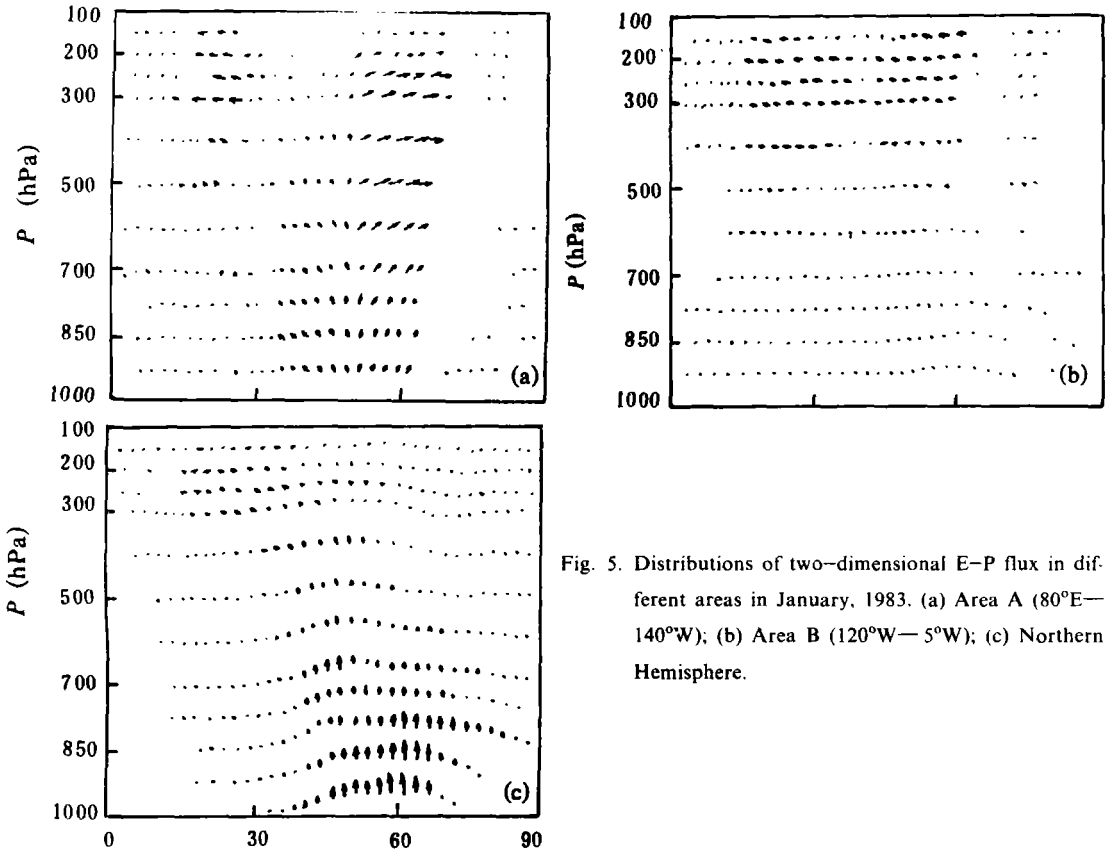 100
200
300
500
700
850
1000
P (hPa)
(a)
100
200
300
500
700
850
1000
P (hPa)
(b)
100
200
300
500
700
850
1000
P (hPa)
(c)
0 30 60 90
Fig. 5. Distributions of two-dimensional E-P flux in dif-
ferent areas in January, 1983. (a) Area A (80°E—
140°W); (b) Area B (120°W— 5°W); (c) Northern
Hemisphere.